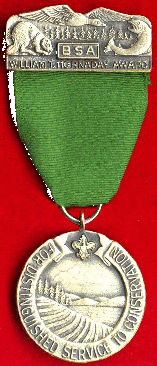 BSA
WILLIAM T. HORNADAY AWARD
FOR DISTINGUISHED SERVICE TO CONSERVATION